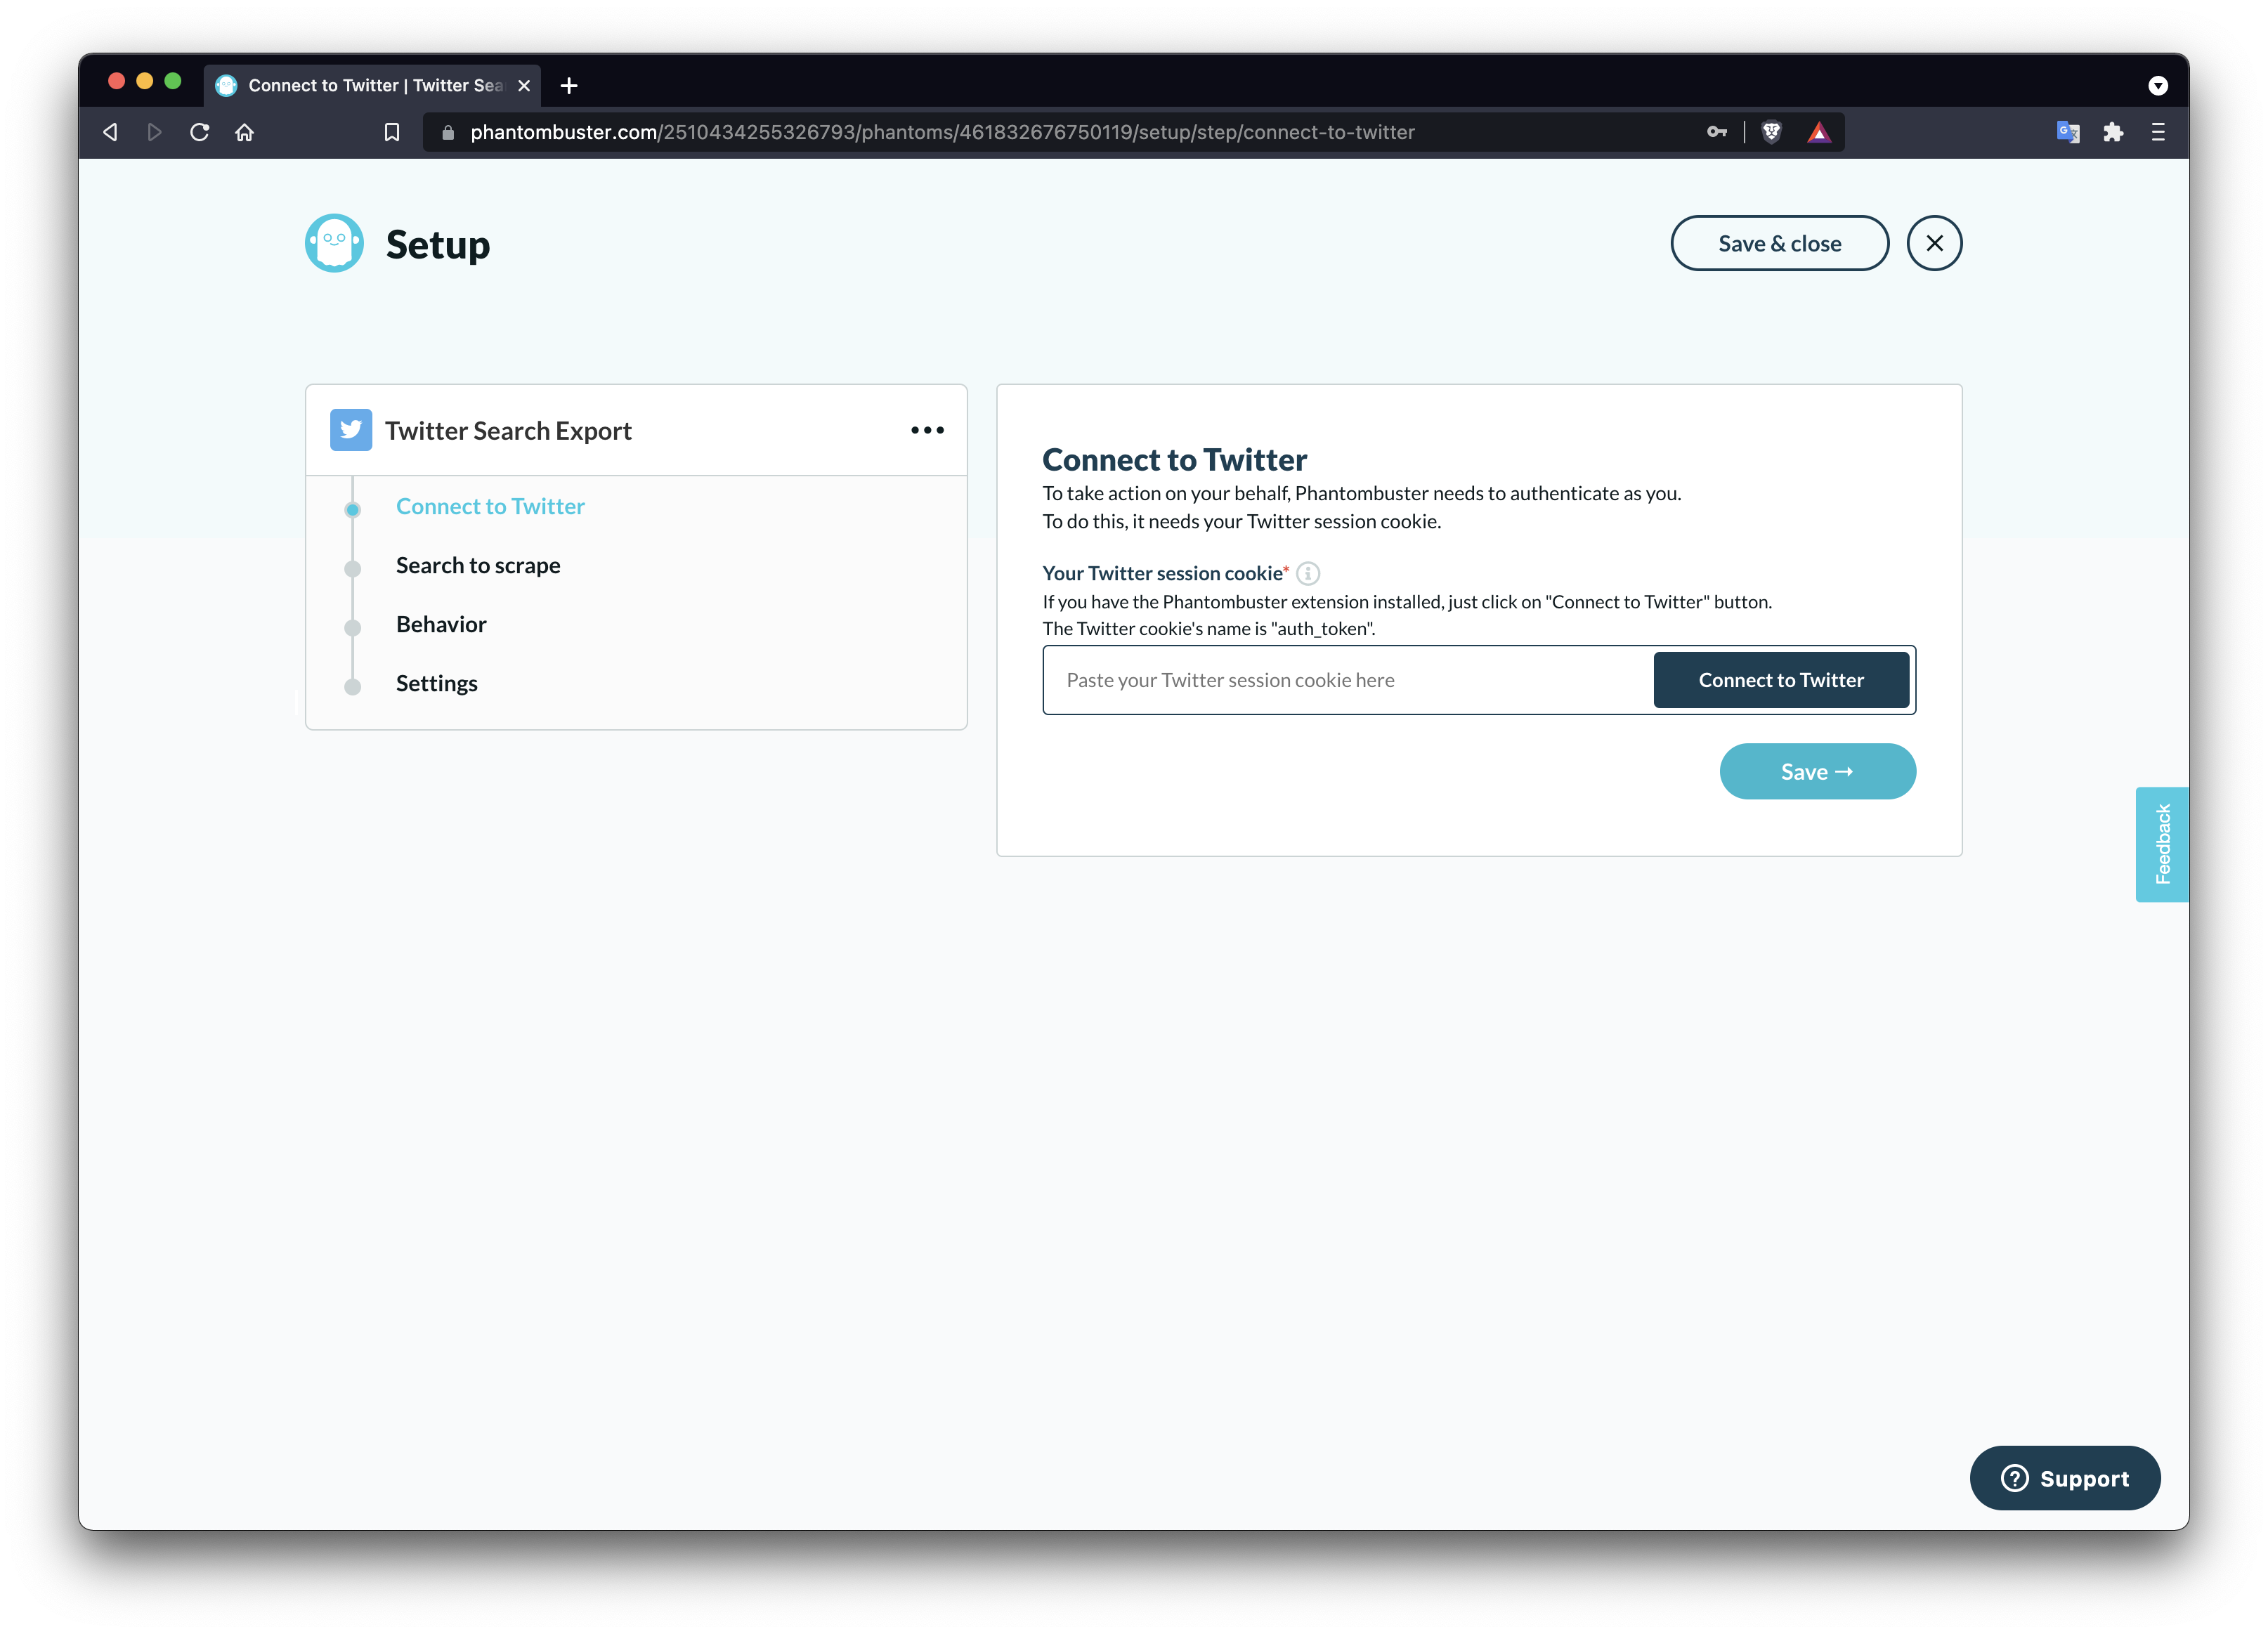 Connect to Twitter | Twitter Sea
phantombuster.com/2510434255326793/phantoms/461832676750119/setup/step/connect-to-twitter
Setup
Save & close
Twitter Search Export
Connect to Twitter
Search to scrape
Behavior
Settings
Connect to Twitter
To take action on your behalf, Phantombuster needs to authenticate as you.
To do this, it needs your Twitter session cookie.
Your Twitter session cookie*
If you have the Phantombuster extension installed, just click on "Connect to Twitter" button.
The Twitter cookie's name is "auth_token".
Paste your Twitter session cookie here
Connect to Twitter
Save →
Feedback
Support